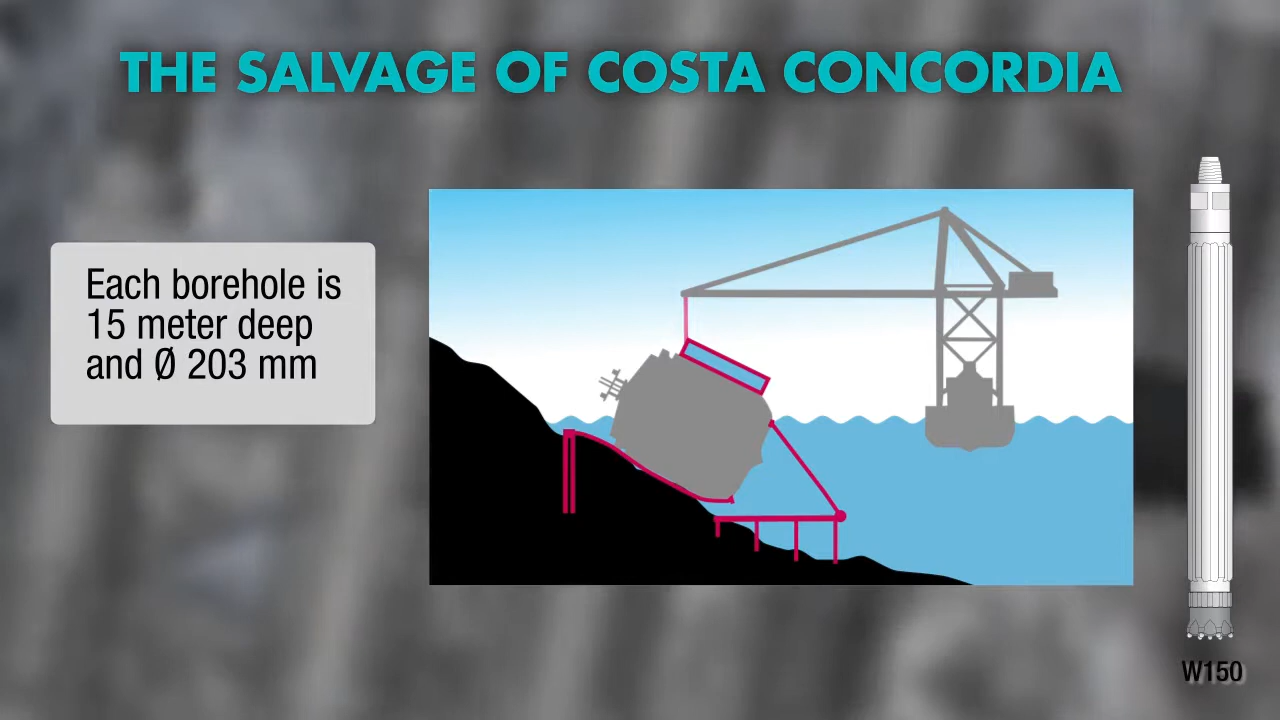 THE SALVAGE OF COSTA CONCORDIA
Each borehole is
15 meter deep
and Ø 203 mm
W150